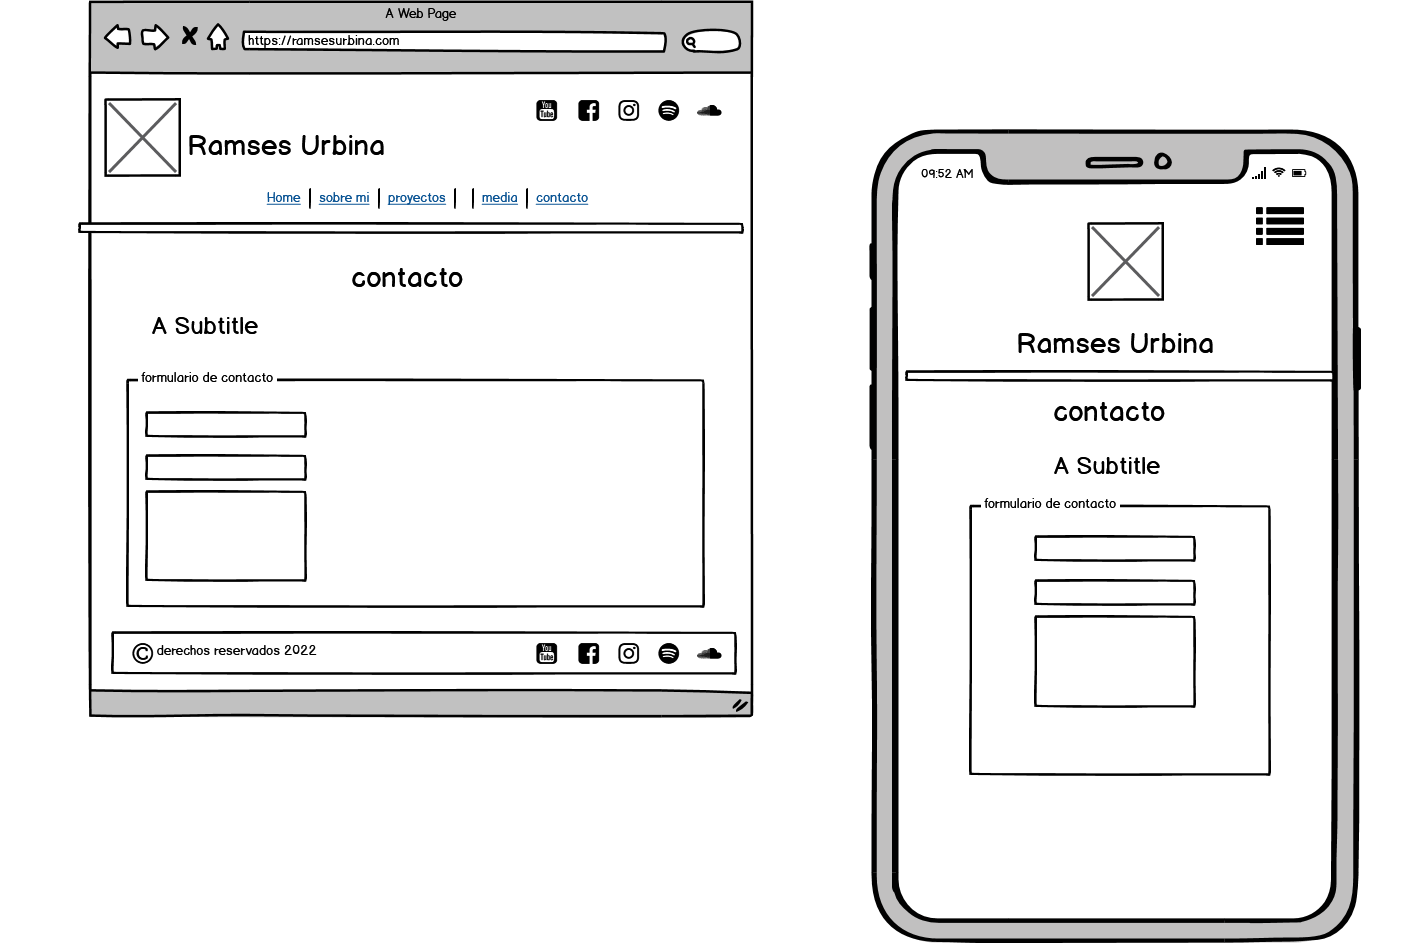 A Web Page
https://ramsesurbina.com
You
Tube
Ramses Urbina
Home | sobre mi | proyectos | | media | contacto
contacto
A Subtitle
formulario de contacto
© derechos reservados 2022
You
Tube
09:52 AM
Ramses Urbina
contacto
A Subtitle
formulario de contacto